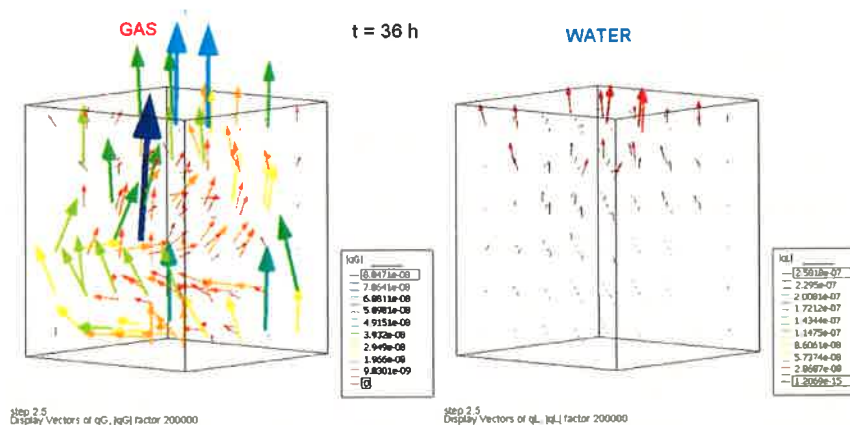 GAS
t = 36 h
WATER
|qG|
8.8471e-08
7.8641e-08
6.8811e-08
5.8981e-08
4.9151e-08
3.932e-08
2.949e-08
1.966e-08
9.8301e-09
0
step 2.5
Display Vectors of qG, |qG| factor 200000
|qL|
2.5818e-07
2.295e-07
2.0081e-07
1.7212e-07
1.4344e-07
1.1475e-07
8.6061e-08
5.7374e-08
2.8687e-08
1.2069e-15
step 2.5
Display Vectors of qL, |qL| factor 200000